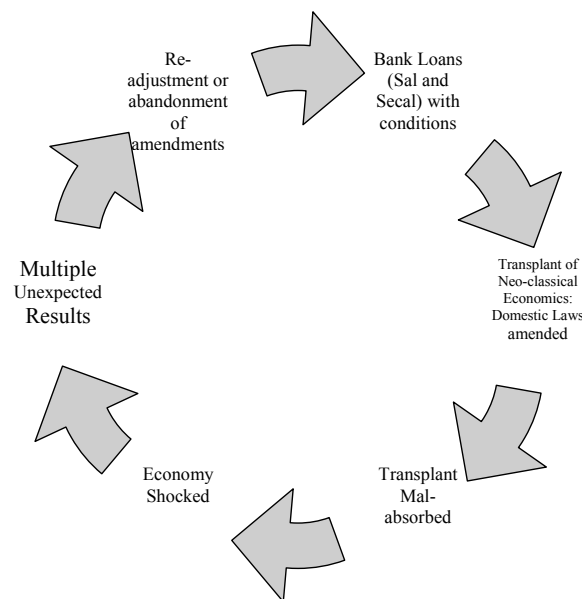 Re-
adjustment or
abandonment
of
amendments
Bank Loans
(Sal and
Secal) with
conditions
Transplant of
Neo-classical
Economics:
Domestic Laws
amended
Transplant
Mal-
absorbed
Economy
Shocked
Multiple
Unexpected
Results